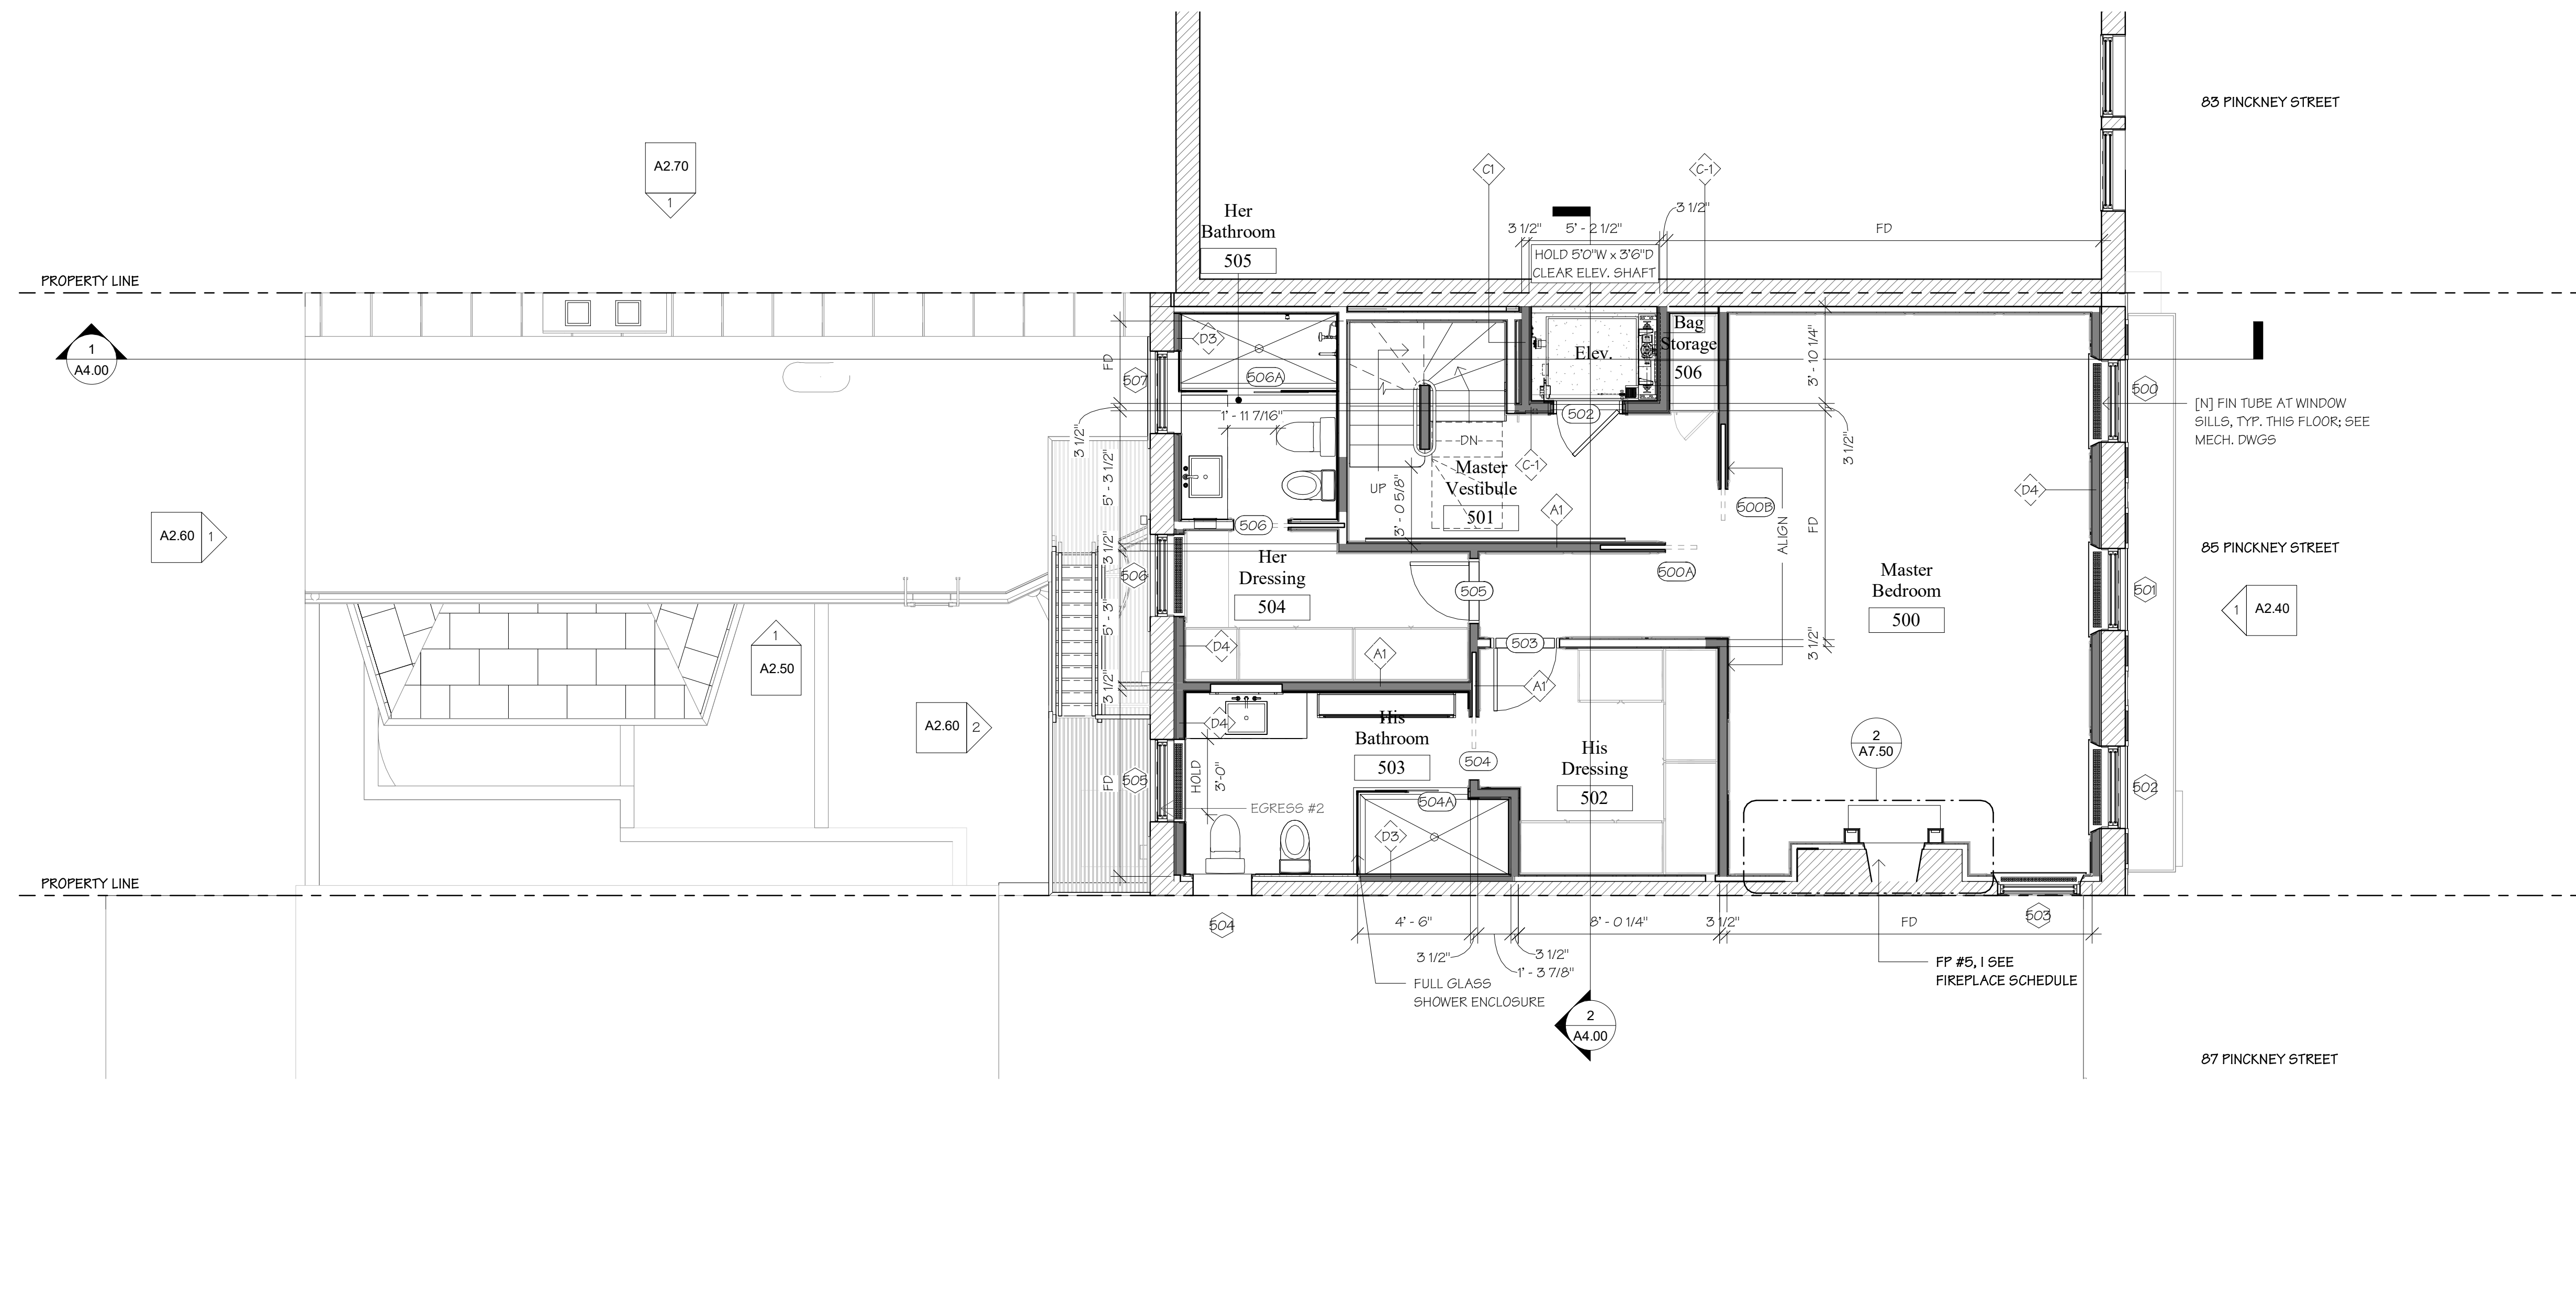 83 PINCKNEY STREET
A2.70
1
C1
C-1
Her
Bathroom
505
3 1/2"
3 1/2"
5' - 2 1/2"
FD
HOLD 5'0"W x 3'6"D
CLEAR ELEV. SHAFT
PROPERTY LINE
1
A4.00
D3
FD
507
506A
Elev.
Bag
Storage
506
3' - 10 1/4"
500
[N] FIN TUBE AT WINDOW
SILLS, TYP. THIS FLOOR; SEE
MECH. DWGS
1' - 11 7/16"
502
3 1/2"
3 1/2"
DN
C-1
5' - 3 1/2"
UP
Master
Vestibule
501
3' - 0 5/8"
A1
500B
D4
506
ALIGN
FD
A2.60
1
85 PINCKNEY STREET
3 1/2"
506
Her
Dressing
504
505
500A
Master
Bedroom
500
501
1
A2.40
5' - 3"
1
A2.50
D4
A1
503
3 1/2"
3 1/2"
A1
A2.60
2
D4
His
Bathroom
503
504
His
Dressing
502
2
A7.50
FD
505
HOLD
3'-0"
502
504A
EGRESS #2
D3
PROPERTY LINE
504
4' - 6"
8' - 0 1/4"
3 1/2"
FD
503
3 1/2"
3 1/2"
1' - 3 7/8"
FP #5, I SEE
FIREPLACE SCHEDULE
FULL GLASS
SHOWER ENCLOSURE
2
A4.00
87 PINCKNEY STREET